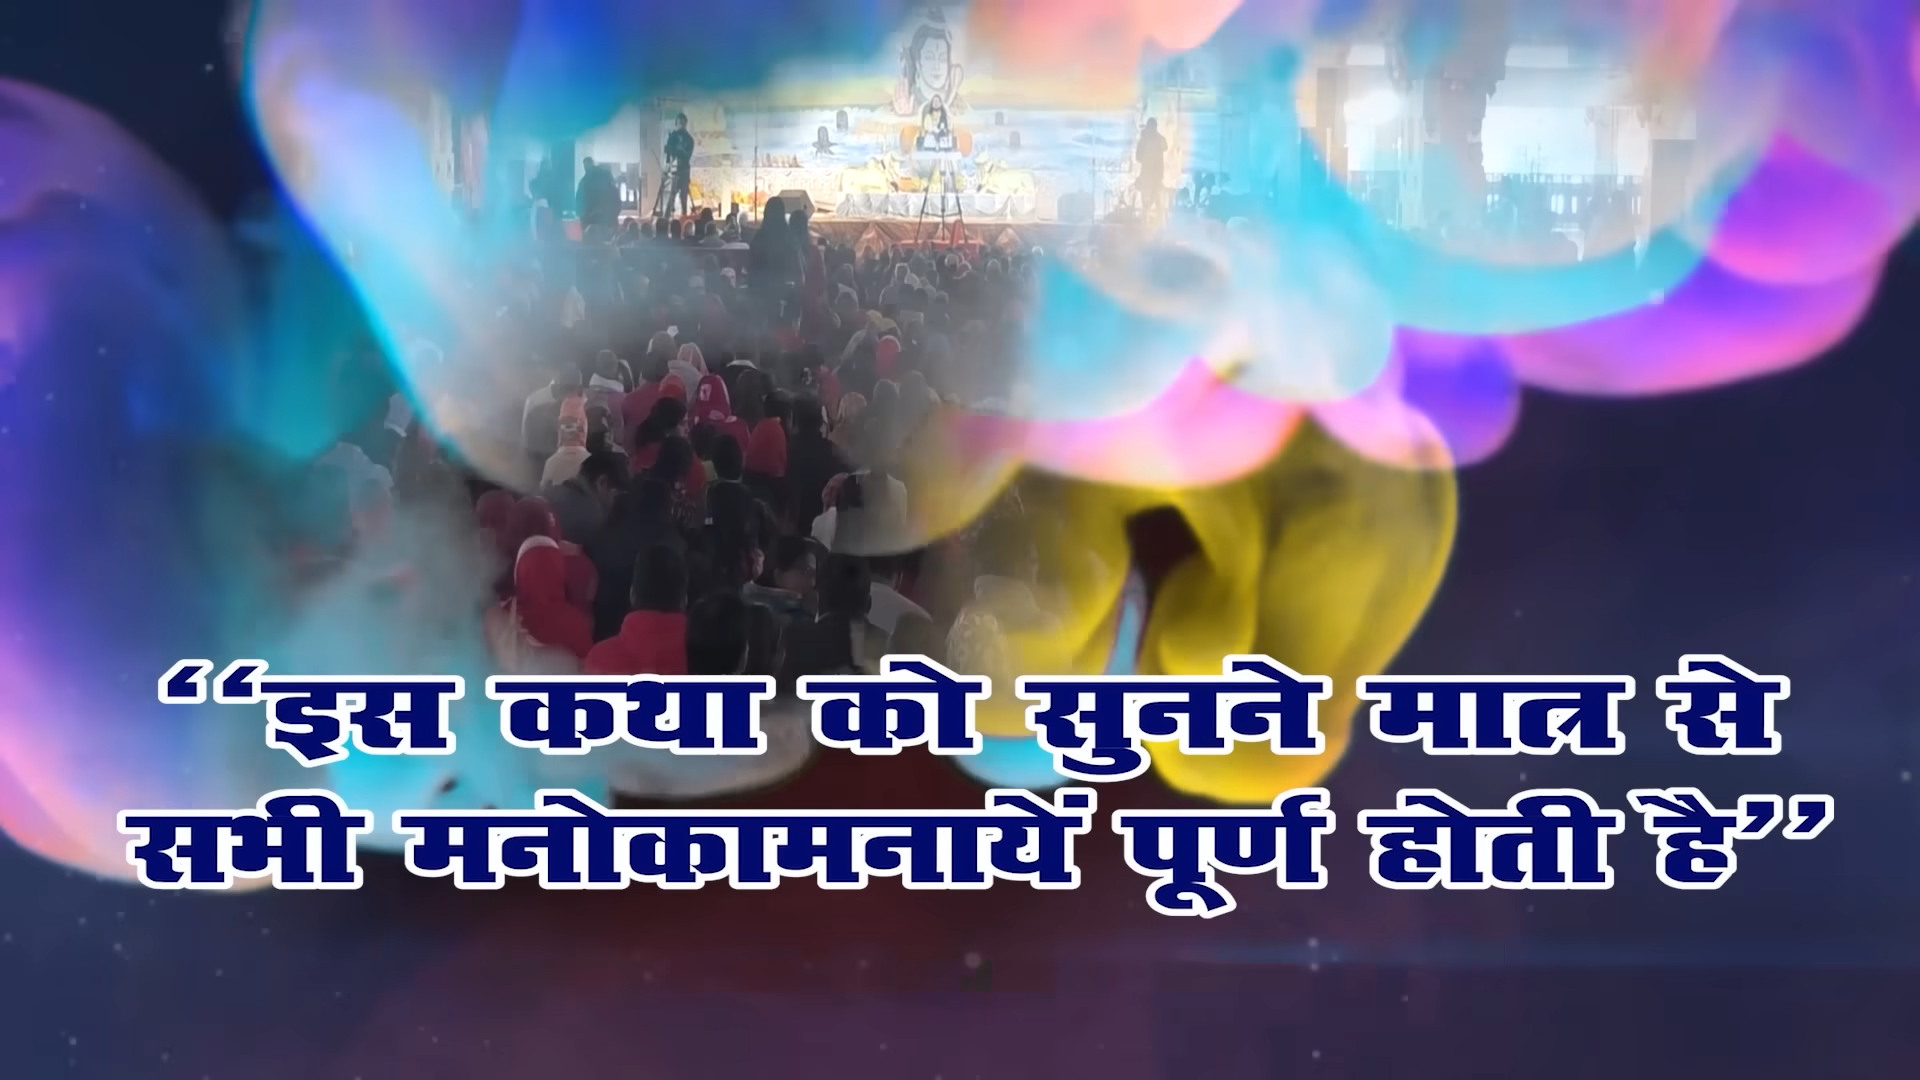 “इस कथा को सुनने मात्र से
सभी मनोकामनायें पूर्ण होती है”